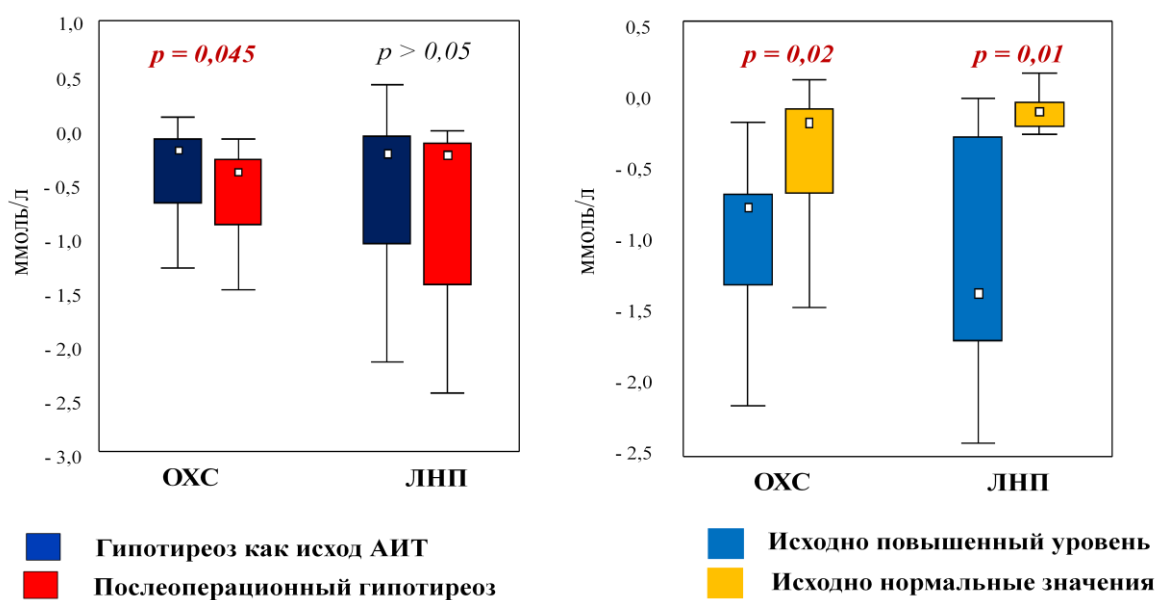 1,0
p = 0,045
p > 0,05
0,5
0,0
- 0,5
- 1,0
- 1,5
- 2,0
- 2,5
- 3,0
ммоль/л
ОХС
ЛНП
Гипотиреоз как исход АИТ
Послеоперационный гипотиреоз
0,5
p = 0,02
p = 0,01
0,0
- 0,5
- 1,0
- 1,5
- 2,0
- 2,5
ммоль/л
ОХС
ЛНП
Исходно повышенный уровень
Исходно нормальные значения